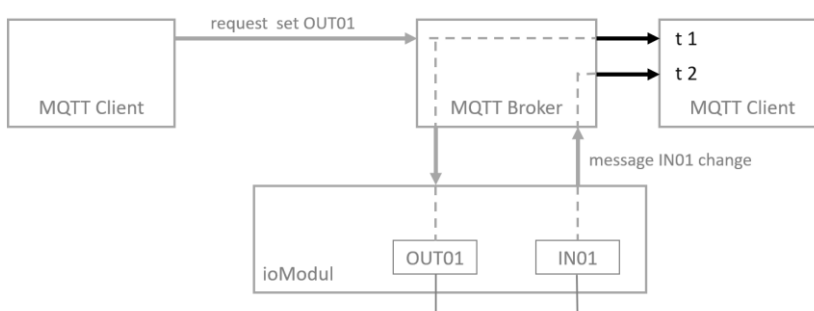 request set OUT01
t 1
t 2
MQTT Client
MQTT Broker
MQTT Client
message IN01 change
OUT01
IN01
ioModul